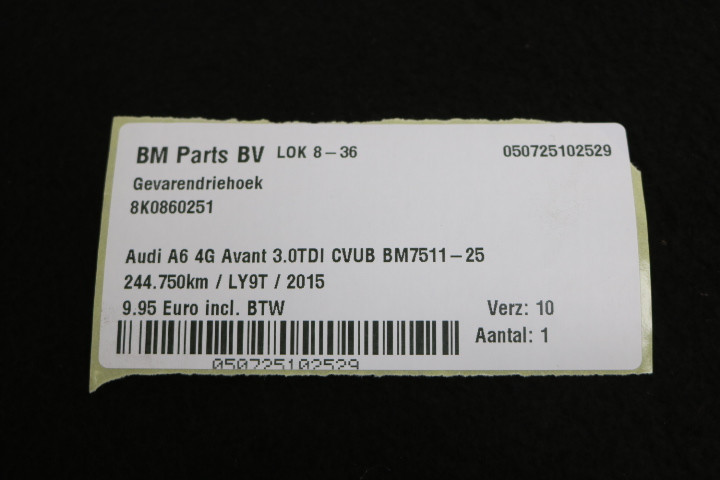 BM Parts BV LOK 8-36 050725102529
Gevarendriehoek
8K0860251
Audi A6 4G Avant 3.0TDI CVUB BM7511-25
244.750km / LY9T / 2015
9.95 Euro incl. BTW Verz: 10
Aantal: 1
050725102529